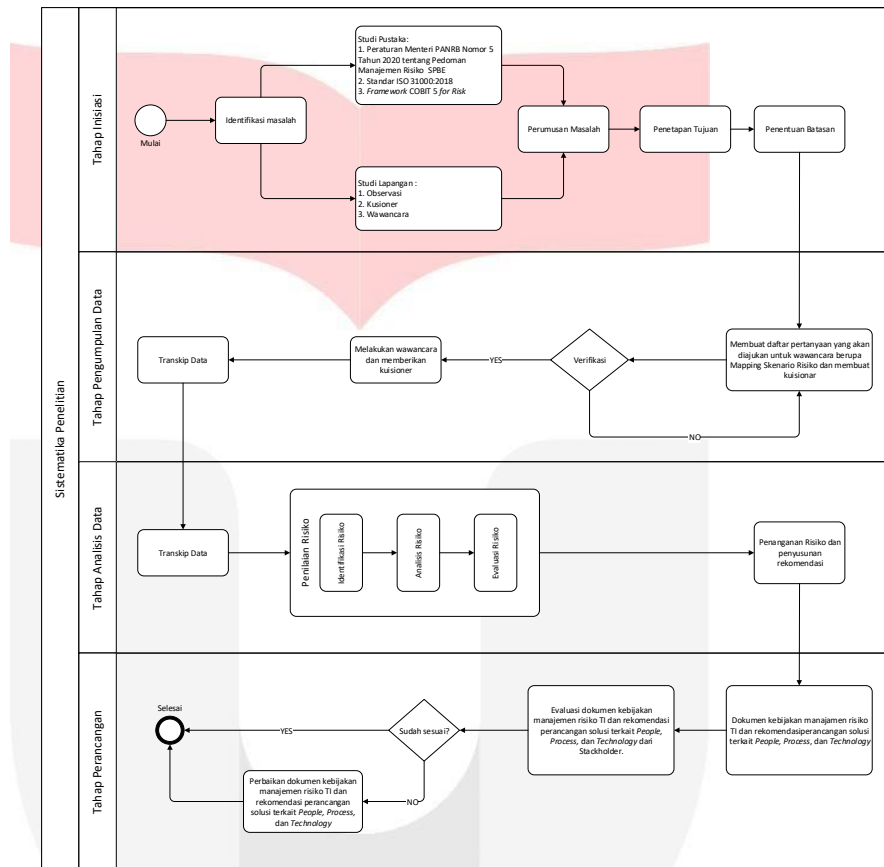 Sistematika Penelitian
Tahap Inisiasi
Mulai
Identifikasi masalah
Studi Pustaka:
1. Peraturan Menteri PANRB Nomor 5
Tahun 2020 tentang Pedoman
Manajemen Risiko SPBE
2. Standar ISO 31000:2018
3. Framework COBIT 5 for Risk
Studi Lapangan :
1. Observasi
2. Kusioner
3. Wawancara
Perumusan Masalah
Penetapan Tujuan
Penentuan Batasan
Tahap Pengumpulan Data
Membuat daftar pertanyaan yang akan
diajukan untuk wawancara berupa
Mapping Skenario Risiko dan membuat
kuisionar
Verifikasi
NO
YES
Melakukan wawancara
dan memberikan
kuisioner
Transkip Data
Tahap Analisis Data
Transkip Data
Penilaian Risiko
Identifikasi Risiko
Analisis Risiko
Evaluasi Risiko
Penanganan Risiko dan
penyusunan
rekomendasi
Tahap Perancangan
Dokumen kebijakan manajamen risiko
TI dan rekomendasiperancangan solusi
terkait People, Process, dan Technology
Evaluasi dokumen kebijakan
manajemen risiko TI dan rekomendasi
perancangan solusi terkait People,
Process, dan Technology dari
Stackholder.
Sudah sesuai?
YES
Selesai
NO
Perbaikan dokumen kebijakan
manajemen risiko TI dan
rekomendasi perancangan
solusi terkait People, Process,
dan Technology